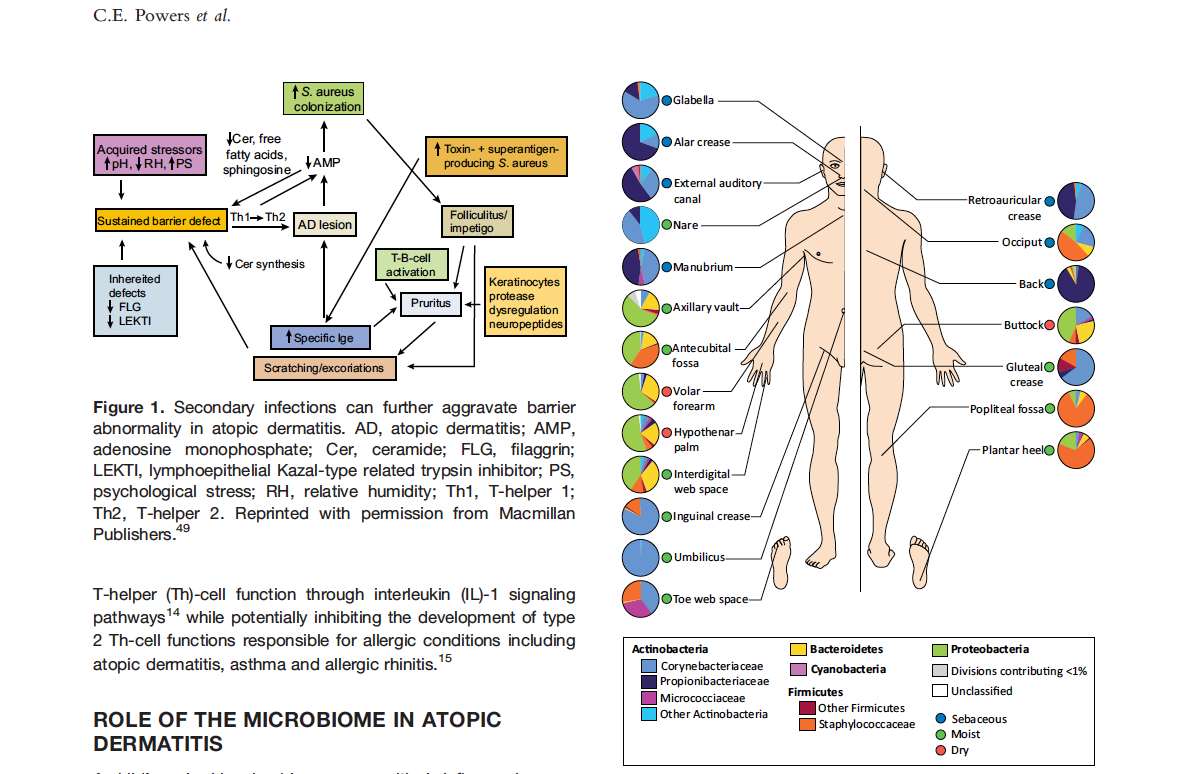 C.E. Powers et al.
↑ S. aureus
colonization
Acquired stressors
↑pH, ↓RH, ↑PS
↓Cer, free
fatty acids,
sphingosine
↓AMP
↑ Toxin- + superantigen-
producing S. aureus
Sustained barrier defect
Th1→Th2
AD lesion
Folliculitus/
impetigo
↓ Cer synthesis
T-B-cell
activation
Inhereited
defects
↓ FLG
↓ LEKTI
Pruritus
Keratinocytes
protease
dysregulation
neuropeptides
↑Specific Ige
Scratching/excoriations
Figure 1. Secondary infections can further aggravate barrier
abnormality in atopic dermatitis. AD, atopic dermatitis; AMP,
adenosine monophosphate; Cer, ceramide; FLG, filaggrin;
LEKTI, lymphoepithelial Kazal-type related trypsin inhibitor; PS,
psychological stress; RH, relative humidity; Th1, T-helper 1;
Th2, T-helper 2. Reprinted with permission from Macmillan
Publishers.49
T-helper (Th)-cell function through interleukin (IL)-1 signaling
pathways14 while potentially inhibiting the development of type
2 Th-cell functions responsible for allergic conditions including
atopic dermatitis, asthma and allergic rhinitis.15
ROLE OF THE MICROBIOME IN ATOPIC
DERMATITIS
Glabella
Alar crease
External auditory
canal
Nare
Manubrium
Axillary vault
Antecubital
fossa
Volar
forearm
Hypothenar
palm
Interdigital
web space
Inguinal crease
Umbilicus
Toe web space
Retroauricular
crease
Occiput
Back
Buttock
Gluteal
crease
Popliteal fossa
Plantar heel
Actinobacteria
Corynebacteriaceae
Propionibacteriaceae
Micrococciaceae
Other Actinobacteria
Bacteroidetes
Cyanobacteria
Firmicutes
Other Firmicutes
Staphylococcaceae
Proteobacteria
Divisions contributing <1%
Unclassified
Sebaceous
Moist
Dry